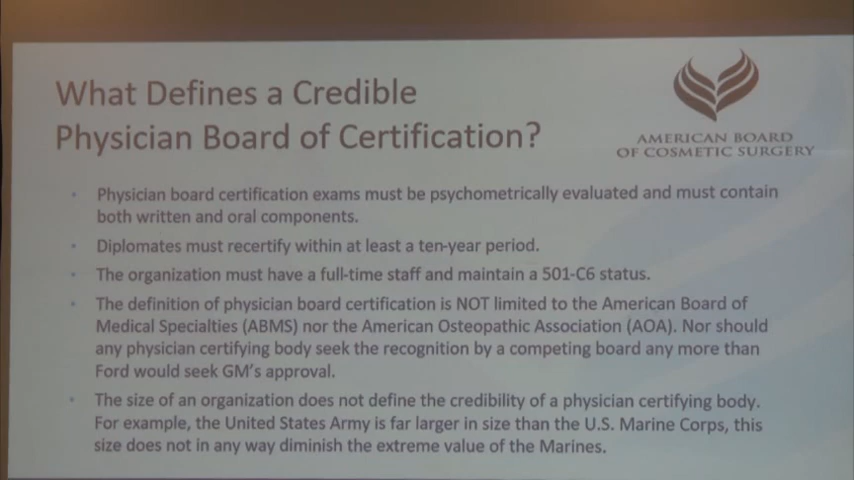 What Defines a Credible
Physician Board of Certification?
AMERICAN BOARD
OF COSMETIC SURGERY
• Physician board certification exams must be psychometrically evaluated and must contain
both written and oral components.
• Diplomates must recertify within at least a ten-year period.
• The organization must have a full-time staff and maintain a 501-C6 status.
• The definition of physician board certification is NOT limited to the American Board of
Medical Specialties (ABMS) nor the American Osteopathic Association (AOA). Nor should
any physician certifying body seek the recognition by a competing board any more than
Ford would seek GM's approval.
• The size of an organization does not define the credibility of a physician certifying body.
For example, the United States Army is far larger in size than the U.S. Marine Corps, this
size does not in any way diminish the extreme value of the Marines.